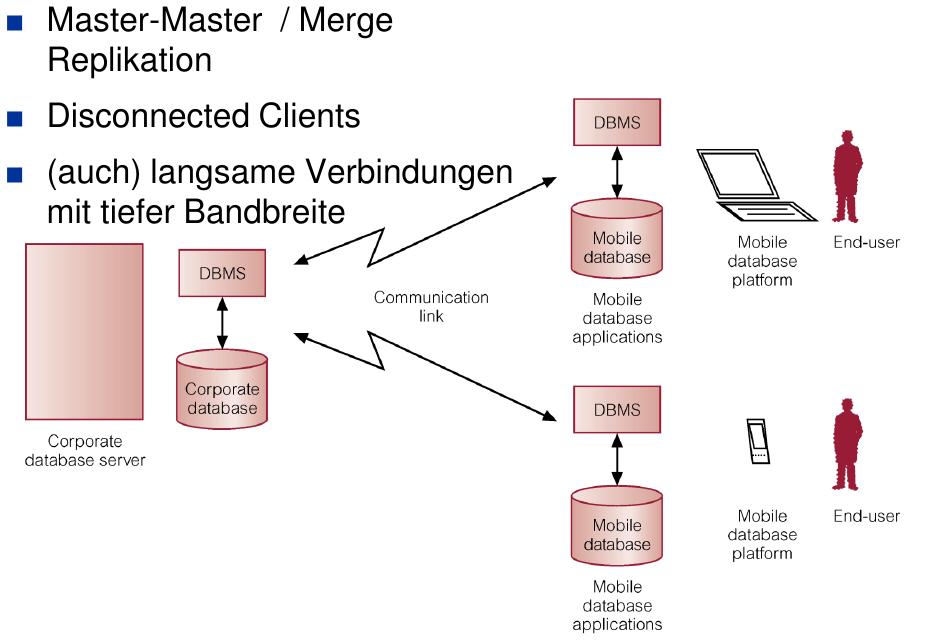 Master-Master / Merge
Replikation
Disconnected Clients
(auch) langsame Verbindungen
mit tiefer Bandbreite
DBMS
Mobile
database
Mobile
database
applications
Mobile
database
platform
End-user
DBMS
Corporate
database
Corporate
database server
Communication
link
DBMS
Mobile
database
Mobile
database
applications
Mobile
database
platform
End-user